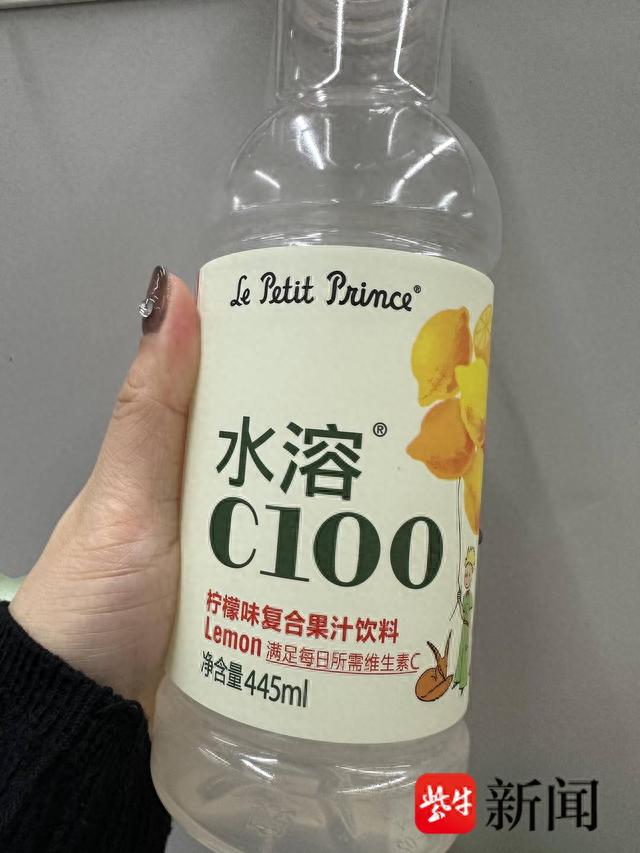 Le Petit Prince®
水溶®
C100
柠檬味复合果汁饮料
Lemon 满足每日所需维生素C
净含量445ml
紫牛 新闻